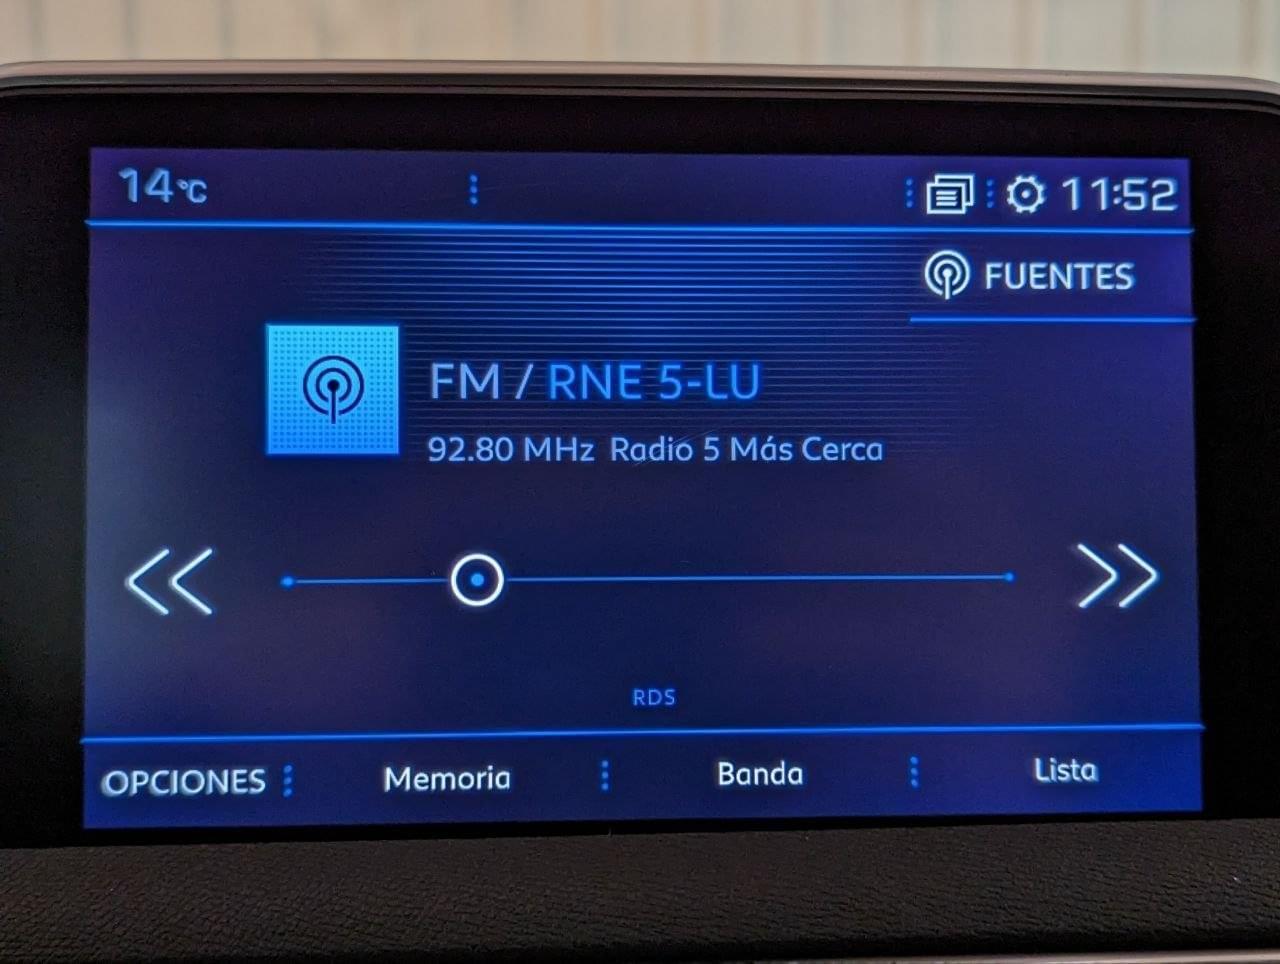 14°C
11:52
FUENTES
FM / RNE 5-LU
92.80 MHz Radio 5 Más Cerca
RDS
OPCIONES Memoria Banda Lista